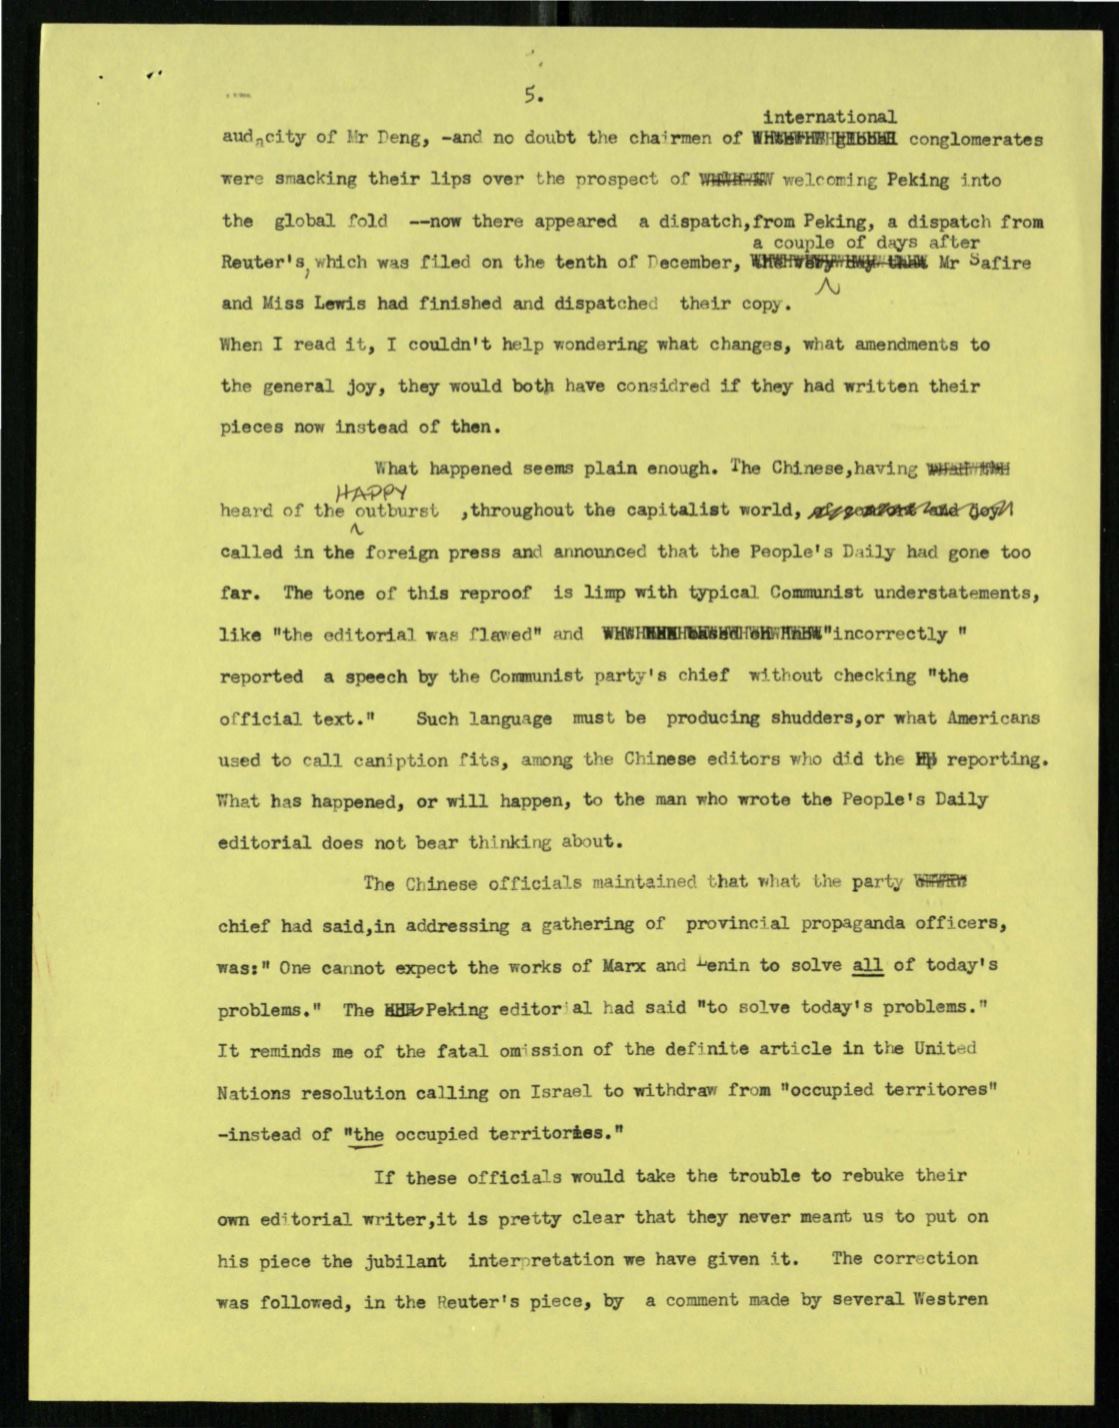 5.
international
audncity of Mr Deng, -and no doubt the chairmen of conglomerates
were smacking their lips over the prospect of welcoming Peking into
the global fold --now there appeared a dispatch,from Peking, a dispatch from
a couple of days after
Reuter's, which was filed on the tenth of December, the very day that Mr Safire
and Miss Lewis had finished and dispatched their copy.
When I read it, I couldn't help wondering what changes, what amendments to
the general joy, they would both have considred if they had written their
pieces now instead of then.
What happened seems plain enough. The Chinese,having
HAPPY
heard of the outburst ,throughout the capitalist world, and joy
called in the foreign press and announced that the People's Daily had gone too
far. The tone of this reproof is limp with typical Communist understatements,
like "the editorial was flawed" and "incorrectly "
reported a speech by the Communist party's chief without checking "the
official text." Such language must be producing shudders,or what Americans
used to call caniption fits, among the Chinese editors who did the reporting.
What has happened, or will happen, to the man who wrote the People's Daily
editorial does not bear thinking about.
The Chinese officials maintained that what the party
chief had said,in addressing a gathering of provincial propaganda officers,
was:" One cannot expect the works of Marx and Lenin to solve all of today's
problems." The Peking editorial had said "to solve today's problems."
It reminds me of the fatal omission of the definite article in the United
Nations resolution calling on Israel to withdraw from "occupied territores"
-instead of "the occupied territories."
If these officials would take the trouble to rebuke their
own editorial writer,it is pretty clear that they never meant us to put on
his piece the jubilant interpretation we have given it. The correction
was followed, in the Reuter's piece, by a comment made by several Westren